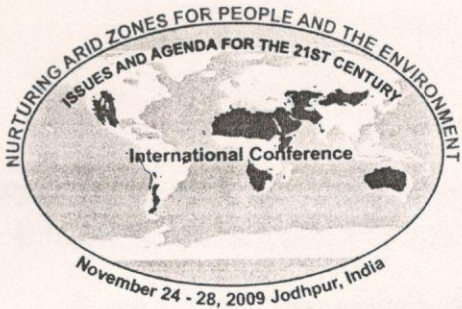 NURTURING ARID ZONES FOR PEOPLE AND THE ENVIRONMENT
ISSUES AND AGENDA FOR THE 21ST CENTURY
International Conference
November 24 - 28, 2009 Jodhpur, India